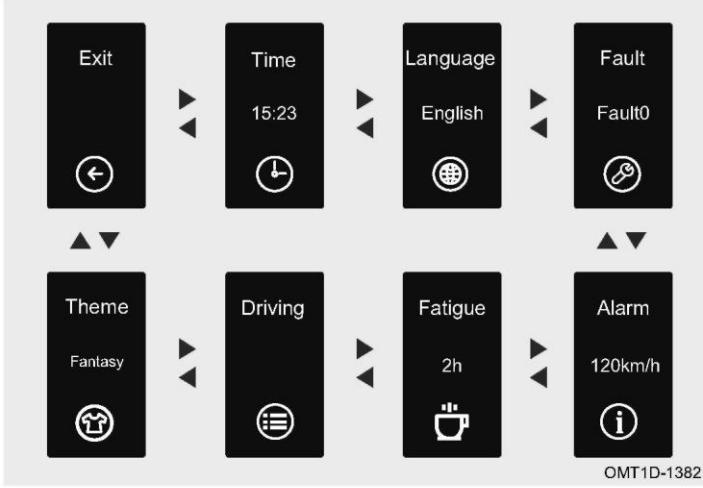 Exit
Time
Language
Fault
15:23
English
Fault0
Theme
Driving
Fatigue
Alarm
Fantasy
2h
120km/h
OMT1D-1382